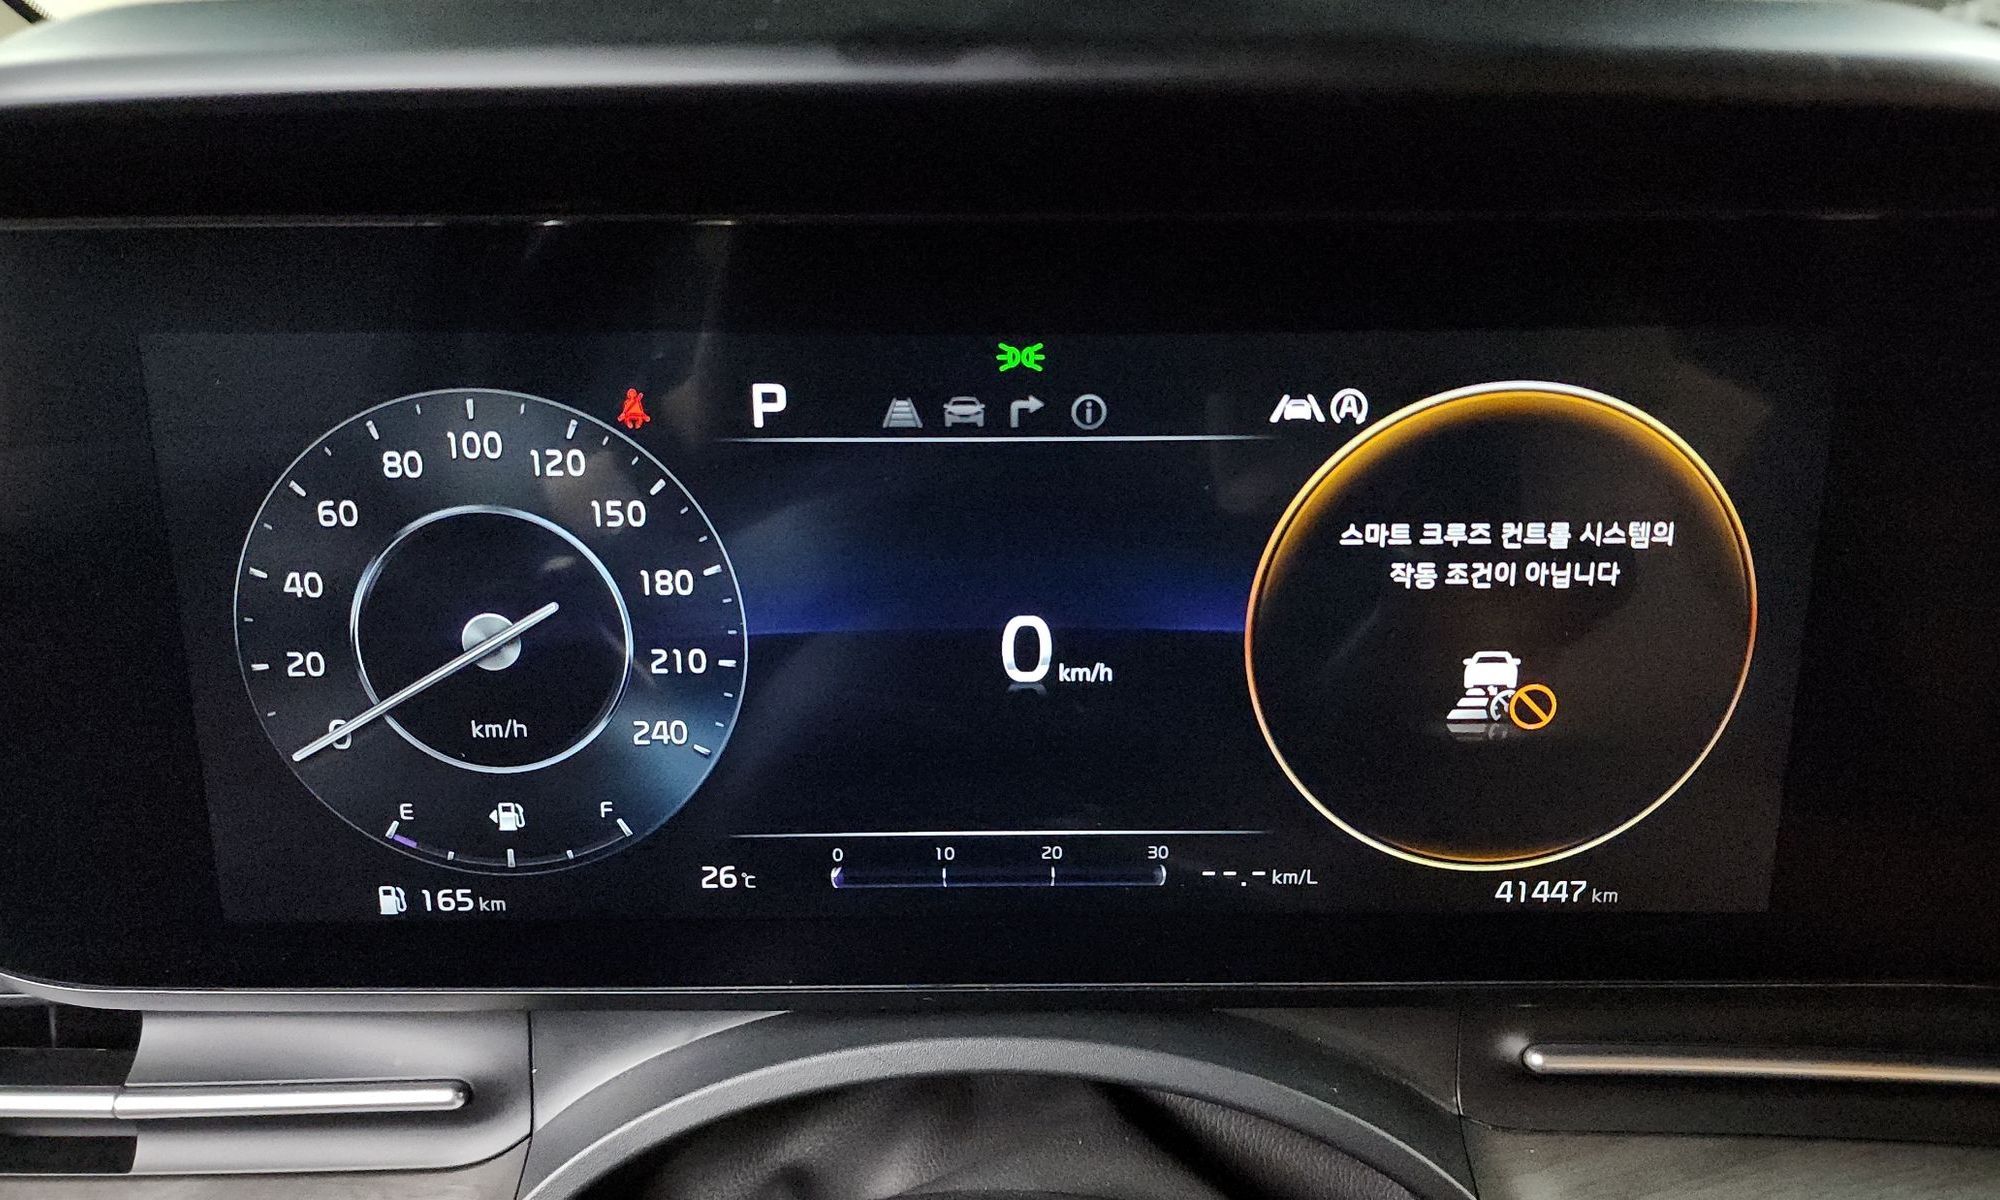 P
A
80 100 120
60 150
40 180
20 210
0 240
km/h
E F
165 km
0 km/h
0 10 20 30
26 ℃
--.- km/L
스마트 크루즈 컨트롤 시스템의
작동 조건이 아닙니다
41447 km